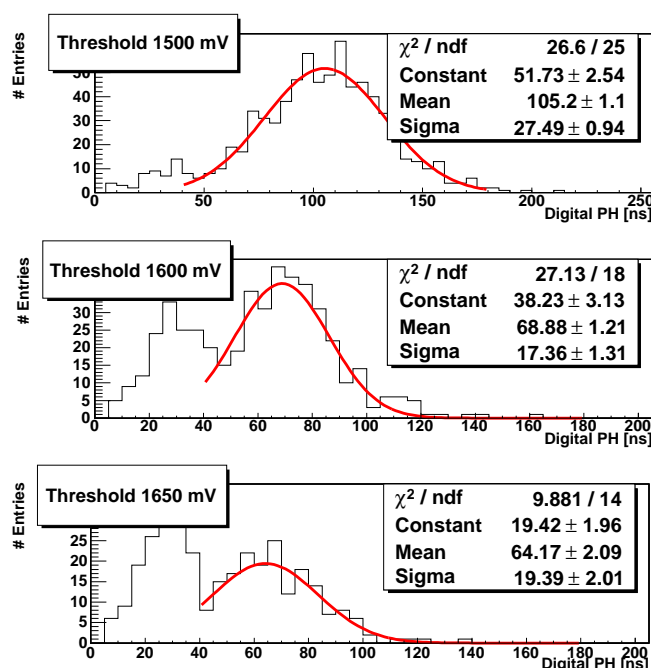 Threshold 1500 mV
χ² / ndf 26.6 / 25
Constant 51.73 ± 2.54
Mean 105.2 ± 1.1
Sigma 27.49 ± 0.94
# Entries
50
40
30
20
10
0
0 50 100 150 200 250
Digital PH [ns]
Threshold 1600 mV
χ² / ndf 27.13 / 18
Constant 38.23 ± 3.13
Mean 68.88 ± 1.21
Sigma 17.36 ± 1.31
# Entries
30
25
20
15
10
5
0
0 20 40 60 80 100 120 140 160 180 200
Digital PH [ns]
Threshold 1650 mV
χ² / ndf 9.881 / 14
Constant 19.42 ± 1.96
Mean 64.17 ± 2.09
Sigma 19.39 ± 2.01
# Entries
25
20
15
10
5
0
0 20 40 60 80 100 120 140 160 180 200
Digital PH [ns]